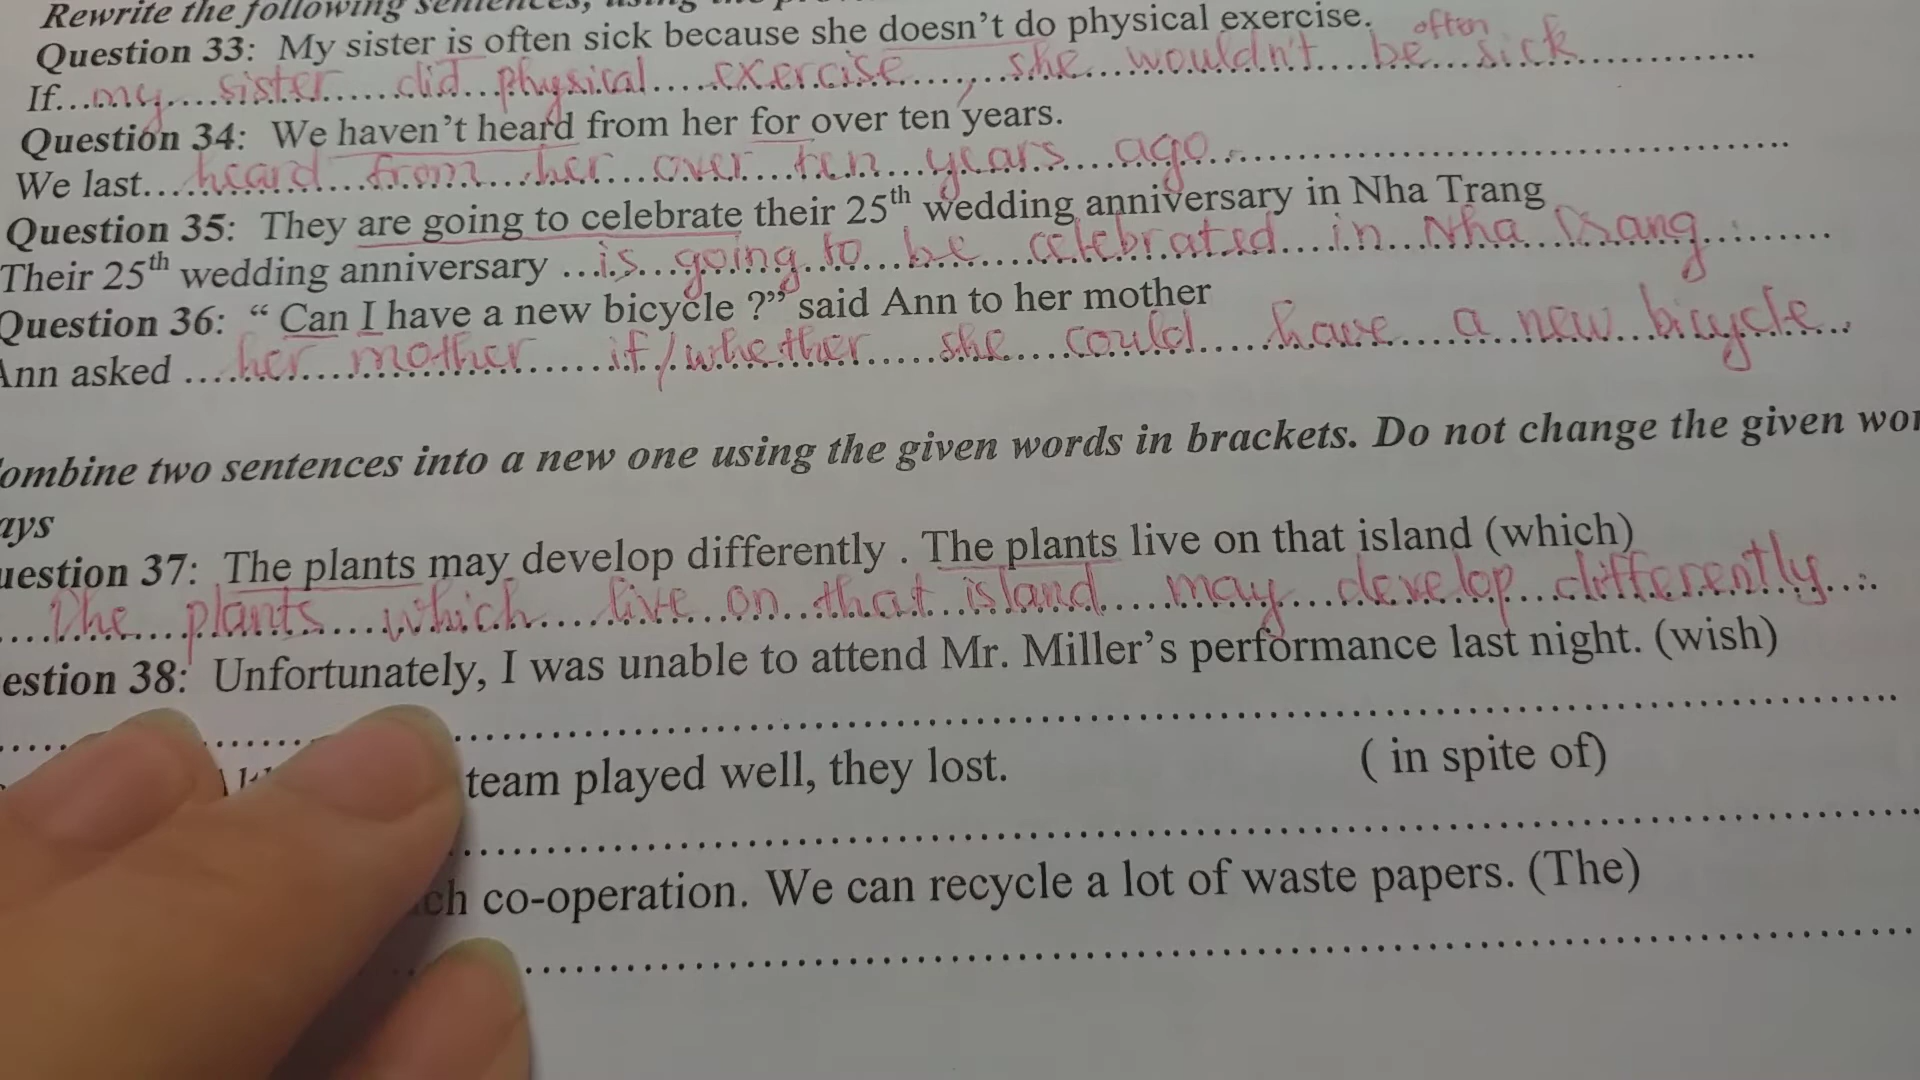 Rewrite the following sentences, using the
Question 33: My sister is often sick because she doesn't do physical exercise.
often
If...my sister did physical exercise, she wouldn't be sick
Question 34: We haven't heard from her for over ten years.
We last...heard from her over ten years ago
Question 35: They are going to celebrate their 25th wedding anniversary in Nha Trang
Their 25th wedding anniversary ...is going to be celebrated in Nha Trang
Question 36: " Can I have a new bicycle ?" said Ann to her mother
Ann asked ....her mother if/whether she could have a new bicycle
ombine two sentences into a new one using the given words in brackets. Do not change the given wor
ays
uestion 37: The plants may develop differently . The plants live on that island (which)
The plants which live on that island may develop differently
estion 38: Unfortunately, I was unable to attend Mr. Miller's performance last night. (wish)
team played well, they lost. ( in spite of)
ch co-operation. We can recycle a lot of waste papers. (The)